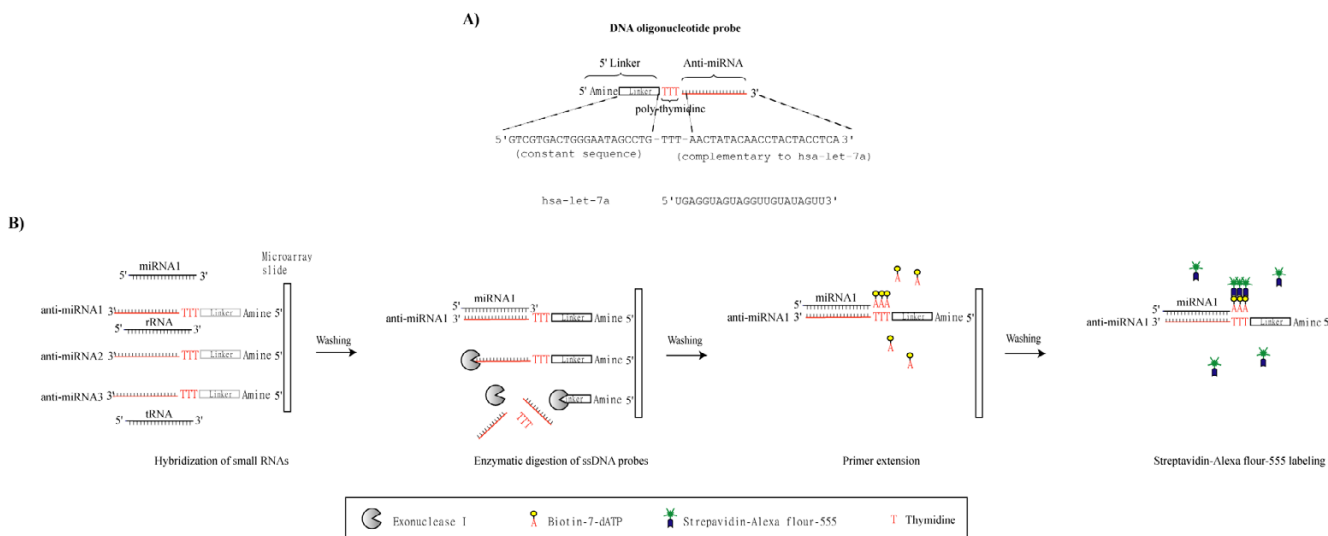 A)
DNA oligonucleotide probe
5' Linker
Anti-miRNA
5' Amine Linker TTT 3'
poly-thymidine
5'GTCGTGACTGGGAATAGCCTG-TTT-AACTATACAACCTACTACCTCA3'
(constant sequence)
(complementary to hsa-let-7a)
hsa-let-7a 5'UGAGGUAGUAGGUUGUAUAGUU3'
B)
miRNA1
5' 3'
Microarray
slide
anti-miRNA1 3' TTT Linker Amine 5'
rRNA
5' 3'
anti-miRNA2 TTT Linker Amine 5'
anti-miRNA3 3' TTT Linker Amine 5'
tRNA
5' 3'
Hybridization of small RNAs
Washing
miRNA1
5' 3'
anti-miRNA1 3' TTT Linker Amine 5'
TTT Linker Amine 5'
Linker Amine 5'
TTT
Enzymatic digestion of ssDNA probes
Washing
A A
miRNA1
5' AAA
anti-miRNA1 3' TTT Linker Amine 5'
A A
Primer extension
Washing
miRNA1
5' AAA
anti-miRNA1 3' TTT Linker Amine 5
Streptavidin-Alexa flour-555 labeling
Exonuclease I
A Biotin-7-dATP
Strepavidin-Alexa flour-555
T Thymidine